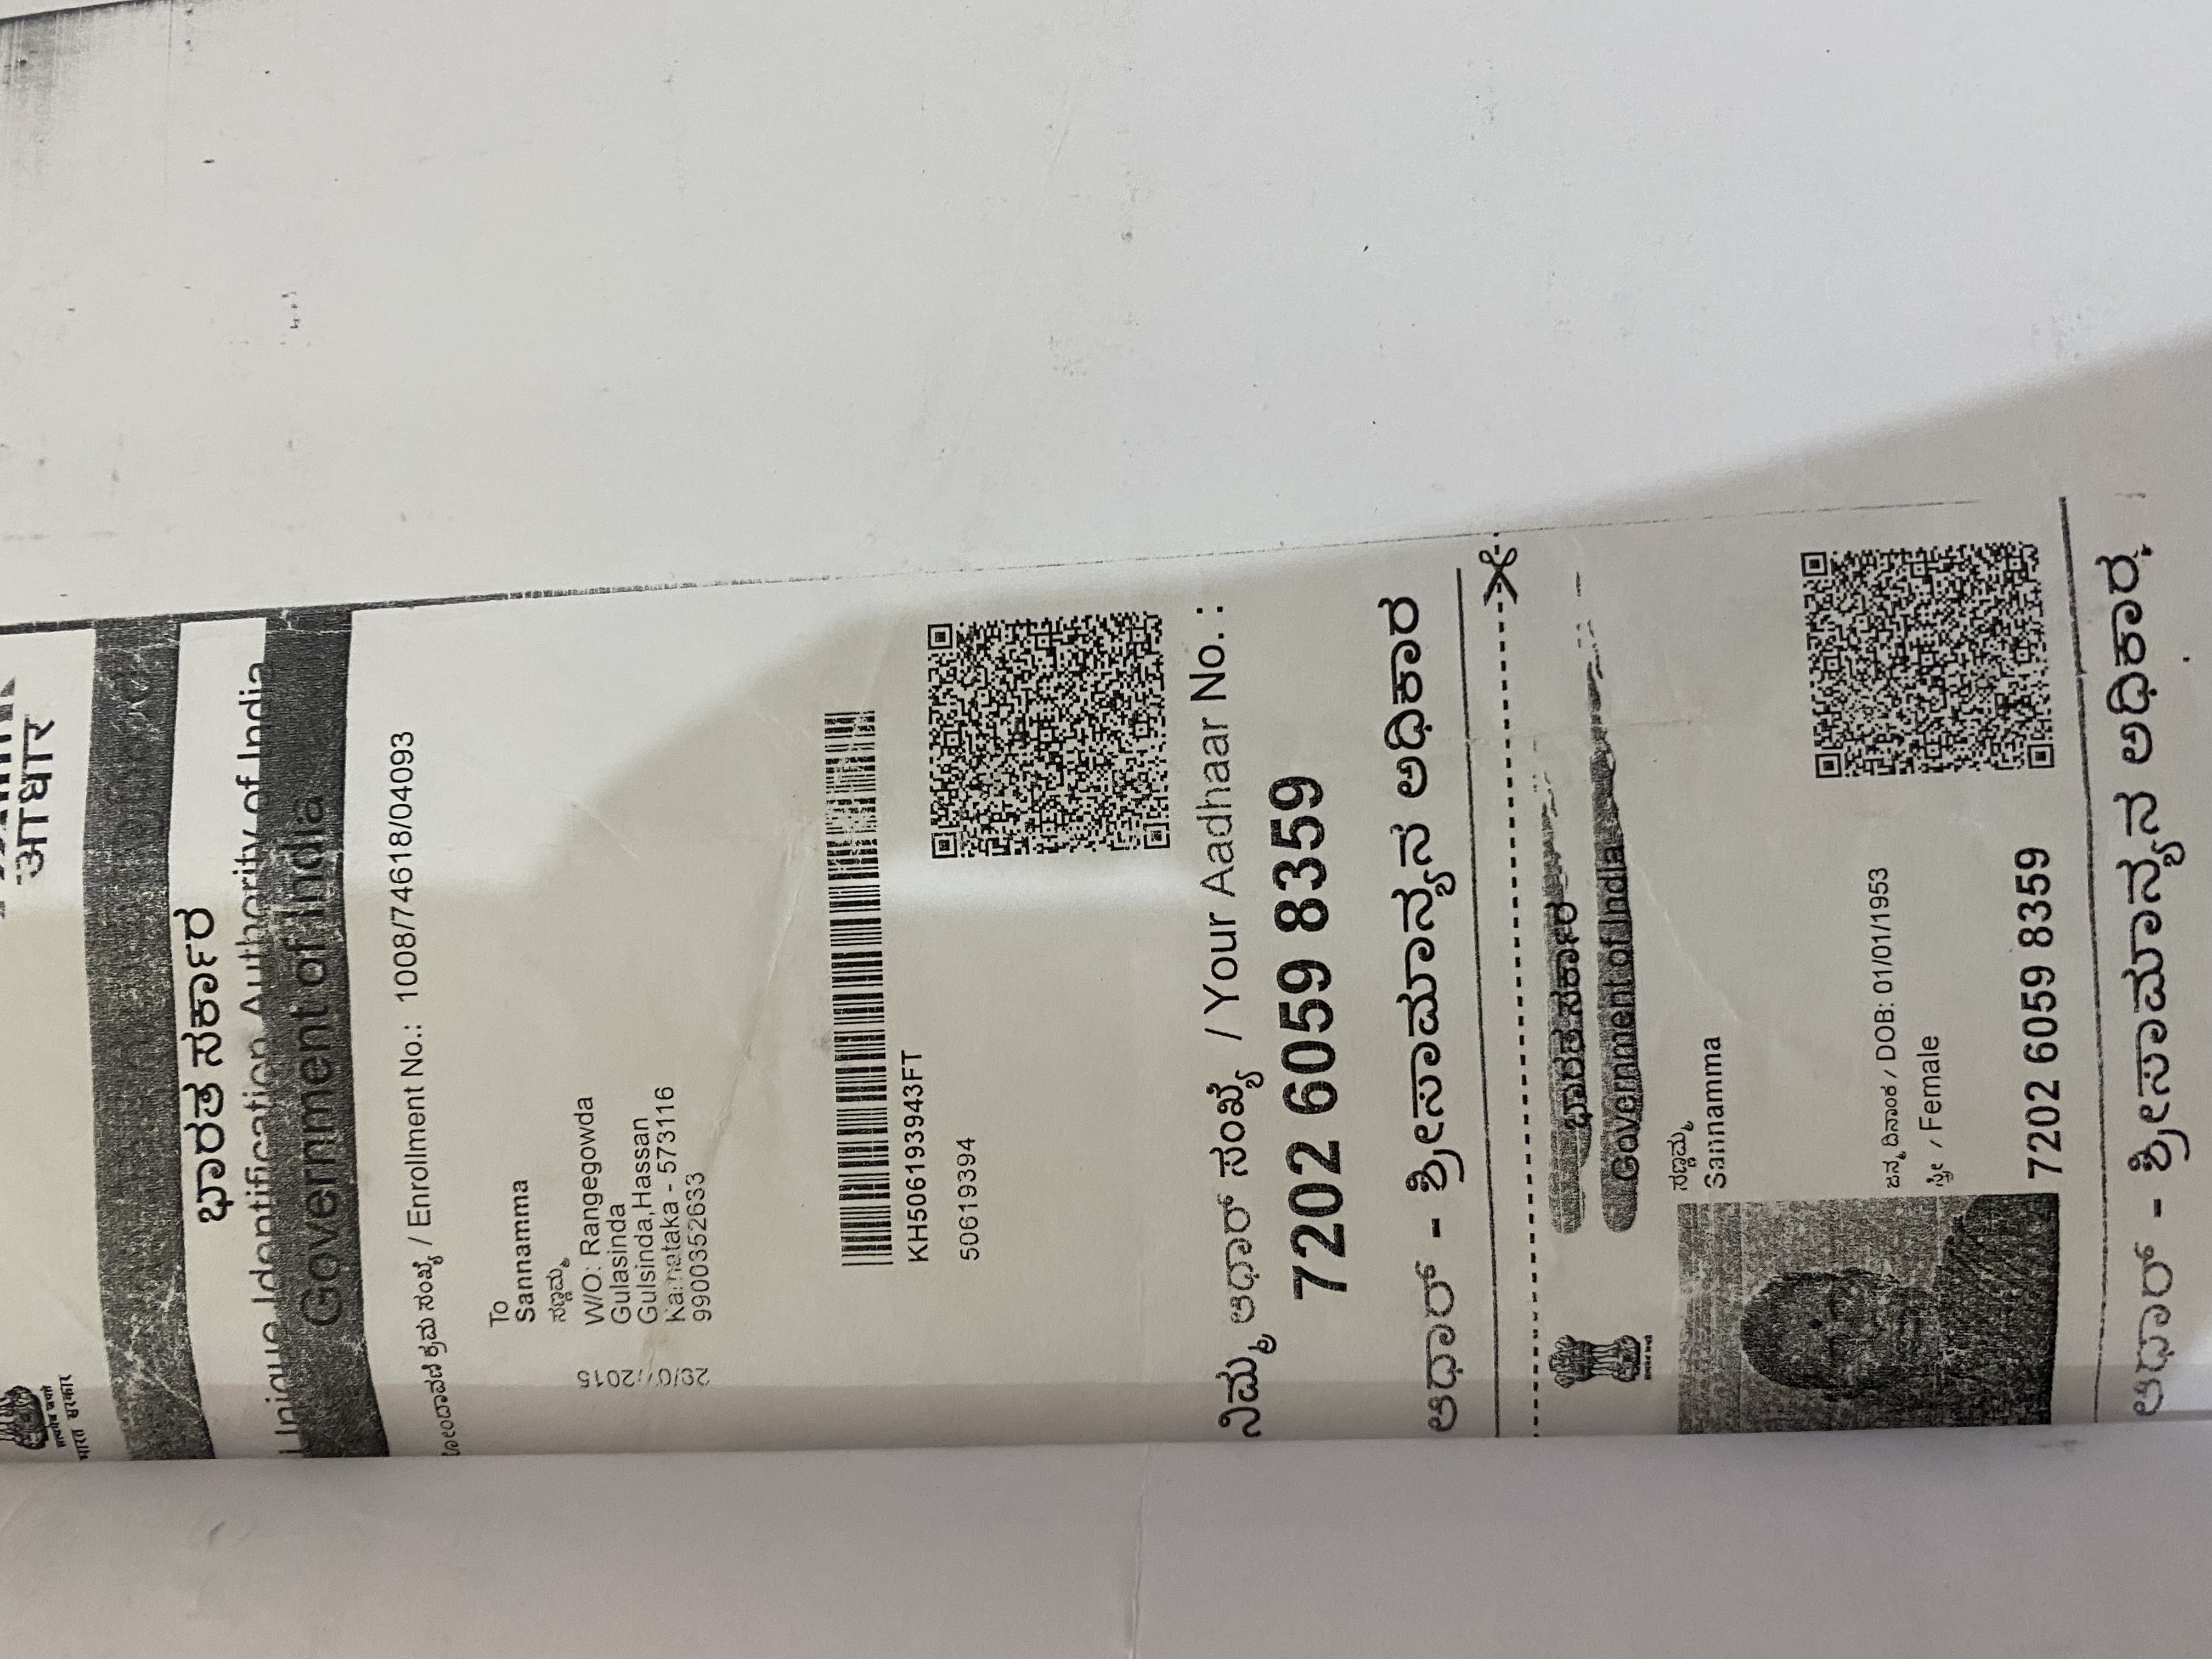 आधार
भारत सरकार
ಭಾರತ ಸರ್ಕಾರ
Unique Identification Authority of India
Government of India
ನೋಂದಾವಣೆ ಕ್ರಮ ಸಂಖ್ಯೆ / Enrollment No.: 1008/74618/04093
To
Sannamma
ಸಣ್ಣಮ್ಮ
W/O: Rangegowda
Gulasinda
Gulsinda,Hassan
Karnataka - 573116
9900352633
KH506193943FT
50619394
ನಿಮ್ಮ ಆಧಾರ್ ಸಂಖ್ಯೆ / Your Aadhaar No. :
7202 6059 8359
ಆಧಾರ್ - ಶ್ರೀಸಾಮಾನ್ಯನ ಅಧಿಕಾರ
ಭಾರತ ಸರ್ಕಾರ
Government of India
ಸಣ್ಣಮ್ಮ
Sannamma
ಜನ್ಮ ದಿನಾಂಕ / DOB: 01/01/1953
ಸ್ತ್ರೀ / Female
7202 6059 8359
ಆಧಾರ್ - ಶ್ರೀಸಾಮಾನ್ಯನ ಅಧಿಕಾರ